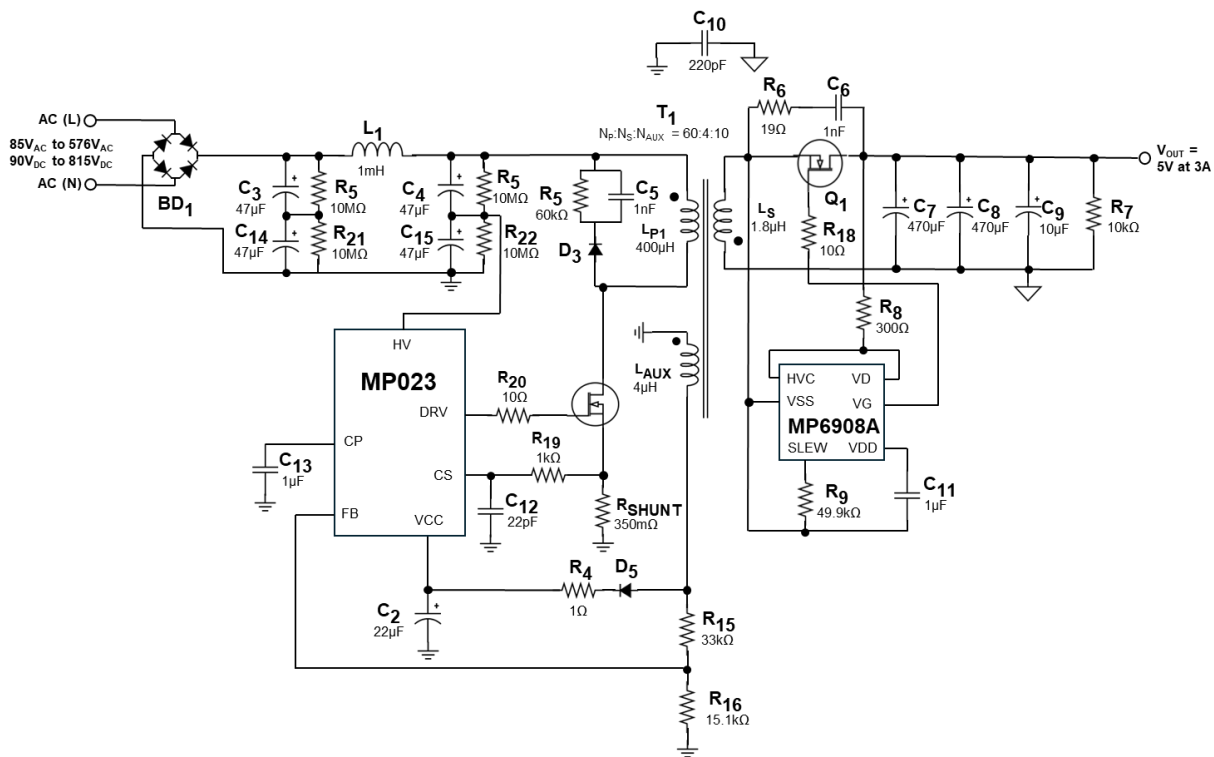 C10
220pF
R6
19Ω
C6
1nF
T1
NP:NS:NAUX = 60:4:10
AC (L)
85VAC to 576VAC
90VDC to 815VDC
AC (N)
BD1
L1
1mH
C3
47µF
R5
10MΩ
C14
47µF
R21
10MΩ
C4
47µF
R5
10MΩ
C15
47µF
R22
10MΩ
R5
60kΩ
C5
1nF
D3
LP1
400µH
LS
1.8µH
Q1
R18
10Ω
C7
470µF
C8
470µF
C9
10µF
R7
10kΩ
VOUT =
5V at 3A
R8
300Ω
HV
MP023
DRV
CP
CS
FB
VCC
R20
10Ω
R19
1kΩ
C13
1µF
C12
22pF
RSHUNT
350mΩ
LAUX
4µH
HVC
VD
VSS
VG
MP6908A
SLEW
VDD
R9
49.9kΩ
C11
1µF
R4
1Ω
D5
C2
22µF
R15
33kΩ
R16
15.1kΩ